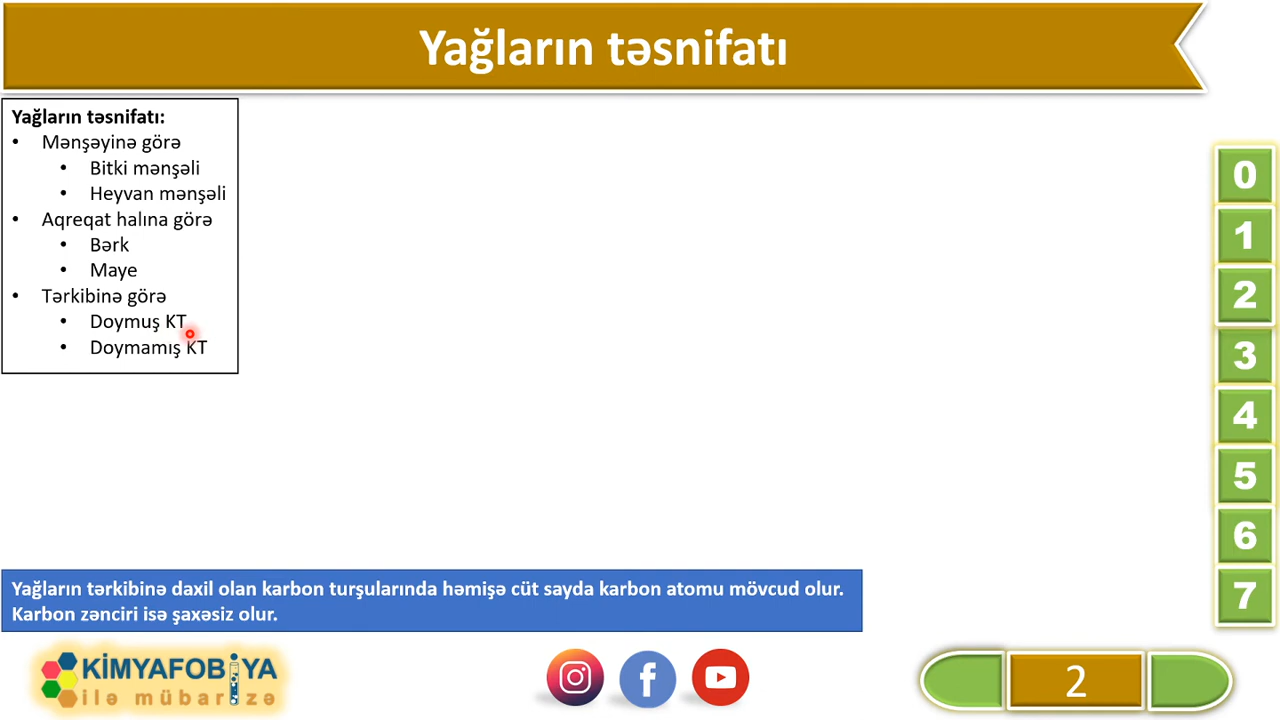 Yağların təsnifatı
Yağların təsnifatı:
• Mənşəyinə görə
• Bitki mənşəli
• Heyvan mənşəli
• Aqreqat halına görə
• Bərk
• Maye
• Tərkibinə görə
• Doymuş KT
• Doymamış KT
0
1
2
3
4
5
6
7
Yağların tərkibinə daxil olan karbon turşularında həmişə cüt sayda karbon atomu mövcud olur.
Karbon zənciri isə şaxəsiz olur.
KİMYAFOBİYA
ilə mübarizə
2